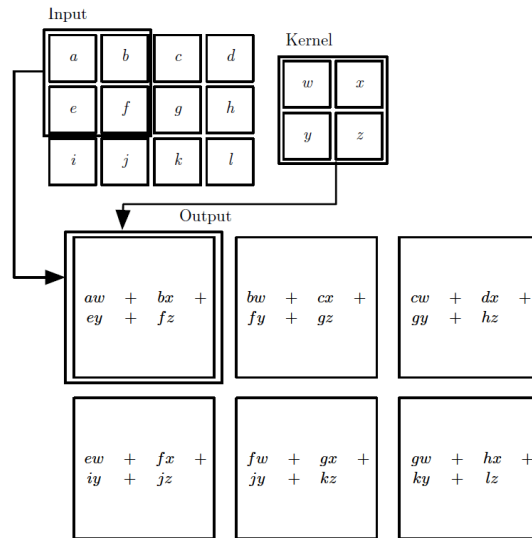 Input
a b c d
Kernel
w x
e f g h
y z
i j k l
Output
aw + bx + bw + cx + cw + dx +
ey + fz fy + gz gy + hz
ew + fx + fw + gx + gw + hx +
iy + jz jy + kz ky + lz